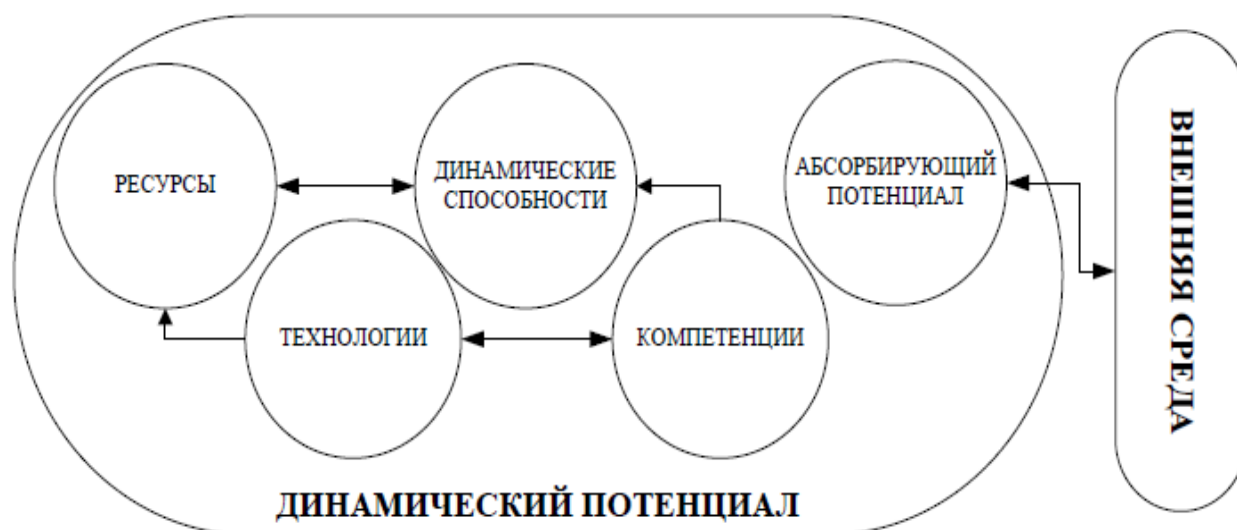 РЕСУРСЫ
ДИНАМИЧЕСКИЕ
СПОСОБНОСТИ
АБСОРБИРУЮЩИЙ
ПОТЕНЦИАЛ
ТЕХНОЛОГИИ
КОМПЕТЕНЦИИ
ДИНАМИЧЕСКИЙ ПОТЕНЦИАЛ
ВНЕШНЯЯ СРЕДА